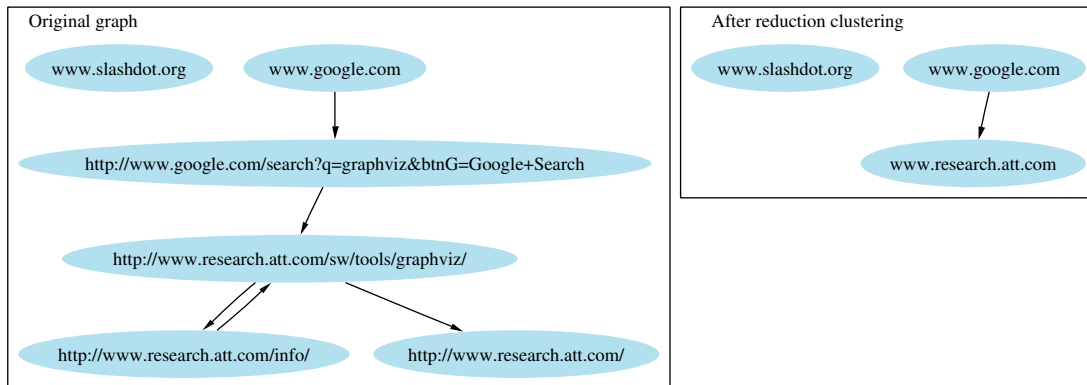 Original graph
www.slashdot.org
www.google.com
http://www.google.com/search?q=graphviz&btnG=Google+Search
http://www.research.att.com/sw/tools/graphviz/
http://www.research.att.com/info/
http://www.research.att.com/
After reduction clustering
www.slashdot.org
www.google.com
www.research.att.com